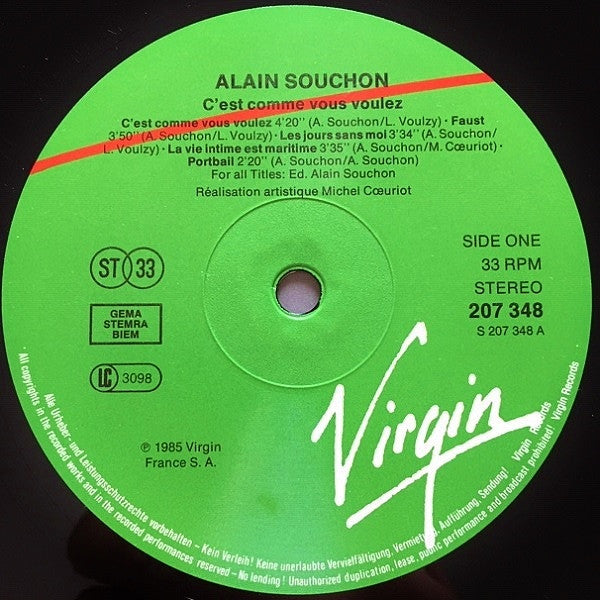 ALAIN SOUCHON
C'est comme vous voulez
C'est comme vous voulez 4'20" (A. Souchon/L. Voulzy) · Faust
3'50" (A. Souchon/L. Voulzy) · Les jours sans moi 3'34" (A. Souchon/
L. Voulzy) · La vie intime est maritime 3'35" (A. Souchon/M. Cœuriot) ·
Portbail 2'20" (A. Souchon/A. Souchon)
For all Titles: Ed. Alain Souchon
Réalisation artistique Michel Cœuriot
ST 33
GEMA
STEMRA
BIEM
LC 3098
SIDE ONE
33 RPM
STEREO
207 348
S 207 348 A
℗ 1985 Virgin
France S. A.
Virgin
Alle Urheber- und Leistungsschutzrechte vorbehalten – Kein Verleih! Keine unerlaubte Vervielfältigung, Vermietung, Aufführung, Sendung! Virgin Records
All copyrights in the recorded works and in the recorded performances reserved – No lending! Unauthorized duplication, lease, public performance and broadcast prohibited! Virgin Records